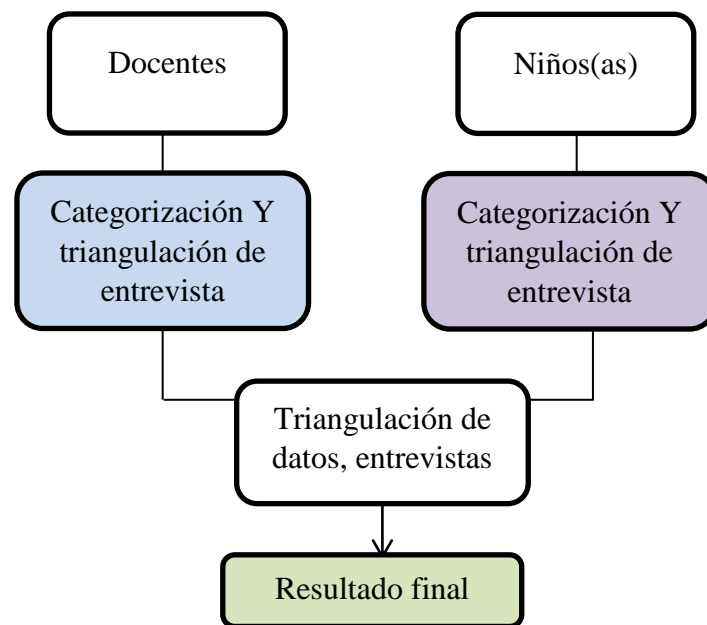 Docentes
Niños(as)
Categorización Y
triangulación de
entrevista
Categorización Y
triangulación de
entrevista
Triangulación de
datos, entrevistas
Resultado final